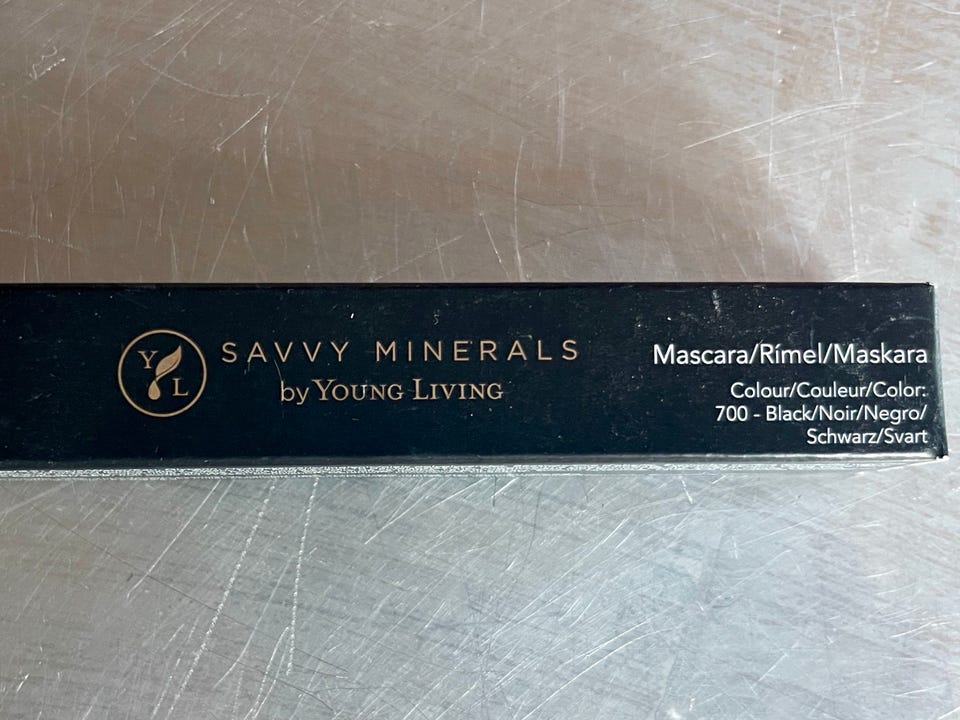 Y L
SAVVY MINERALS
by YOUNG LIVING
Mascara/Rímel/Maskara
Colour/Couleur/Color:
700 - Black/Noir/Negro/
Schwarz/Svart